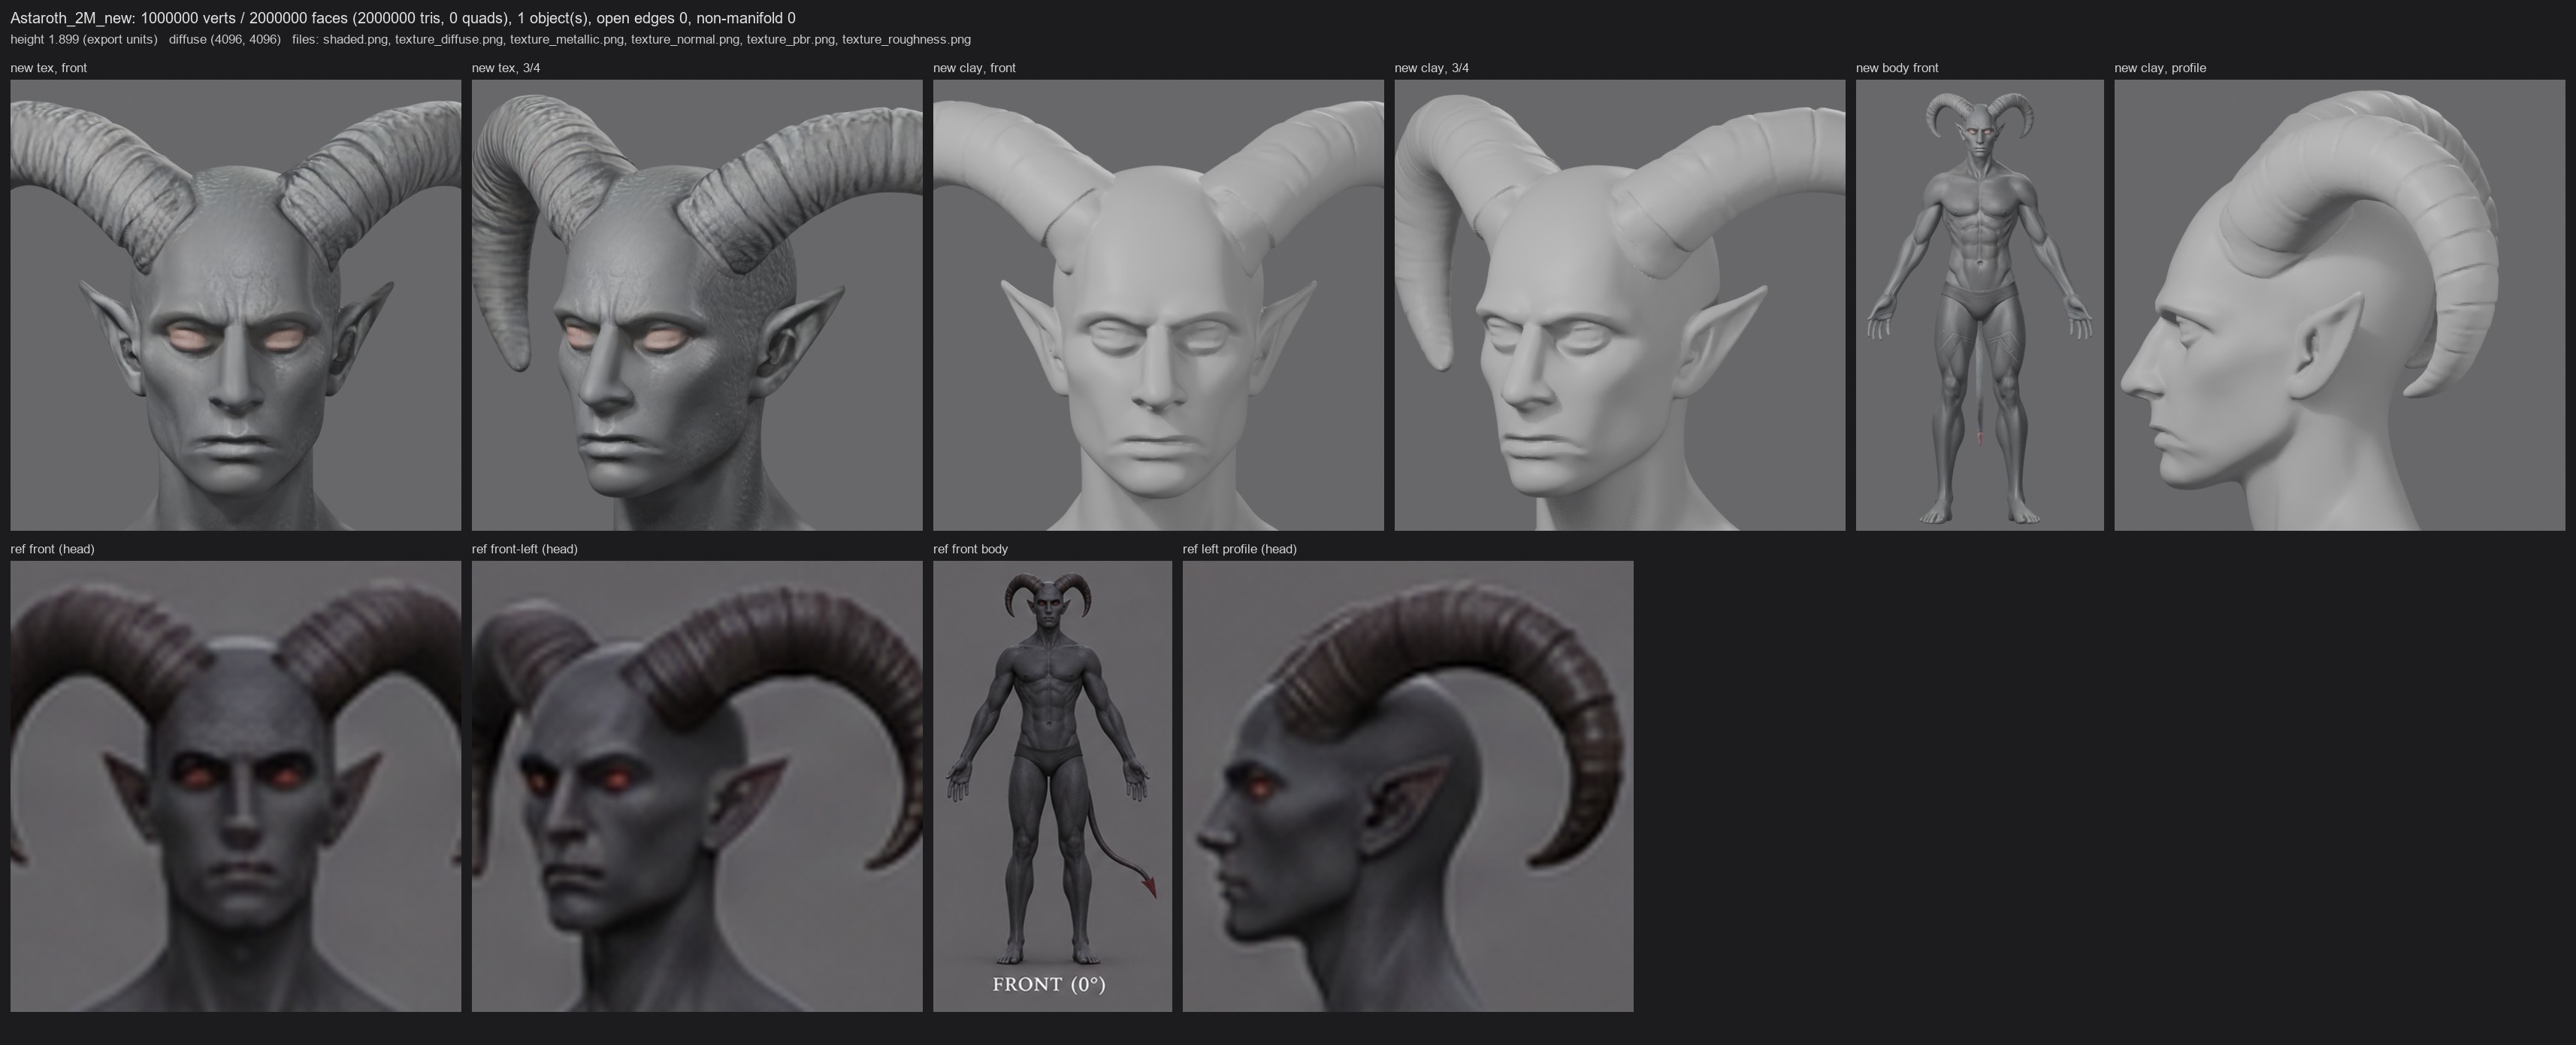 Astaroth_2M_new: 1000000 verts / 2000000 faces (2000000 tris, 0 quads), 1 object(s), open edges 0, non-manifold 0
height 1.899 (export units)   diffuse (4096, 4096)   files: shaded.png, texture_diffuse.png, texture_metallic.png, texture_normal.png, texture_pbr.png, texture_roughness.png
new tex, front
new tex, 3/4
new clay, front
new clay, 3/4
new body front
new clay, profile
ref front (head)
ref front-left (head)
ref front body
ref left profile (head)
FRONT (0°)